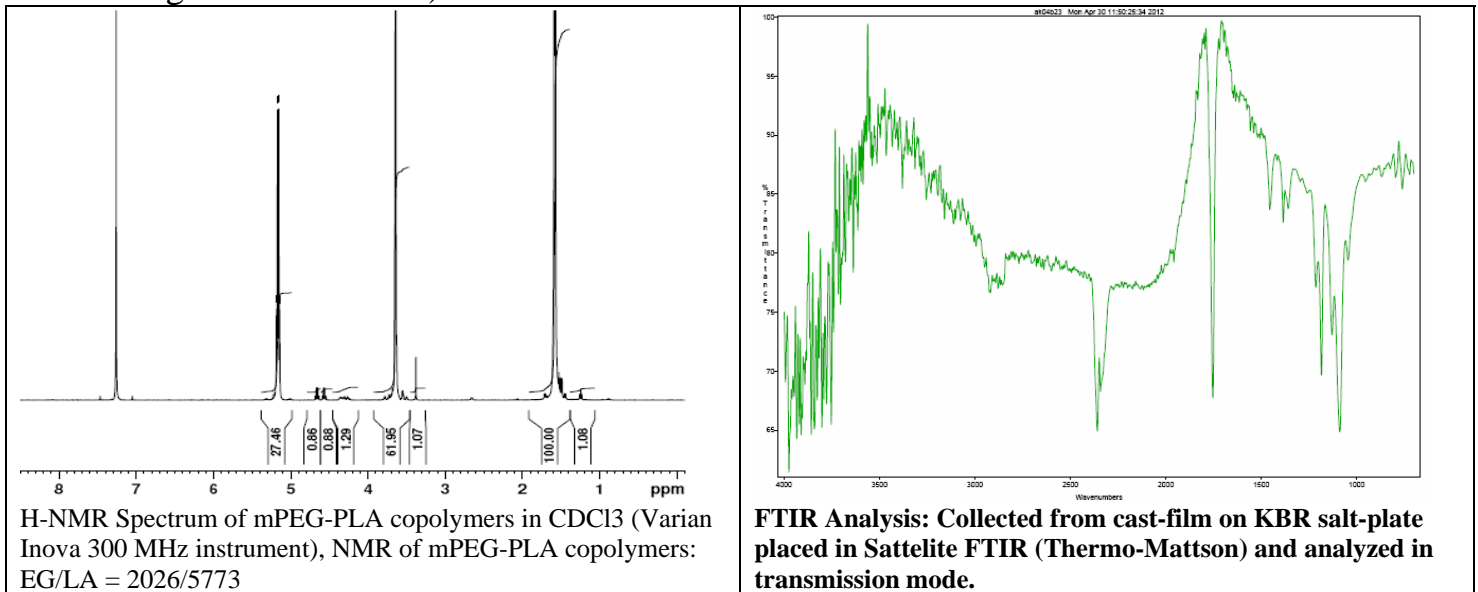 27.46
0.86
0.88
1.29
61.95
1.07
100.00
1.08
8 7 6 5 4 3 2 1 ppm
H-NMR Spectrum of mPEG-PLA copolymers in CDCl3 (Varian
Inova 300 MHz instrument), NMR of mPEG-PLA copolymers:
EG/LA = 2026/5773
ak04b23 Mon Apr 30 11:50:25:34 2012
100
95
90
85
80
75
70
65
% Transmittance
4000 3500 3000 2500 2000 1500 1000
Wavenumbers
FTIR Analysis: Collected from cast-film on KBR salt-plate
placed in Sattelite FTIR (Thermo-Mattson) and analyzed in
transmission mode.